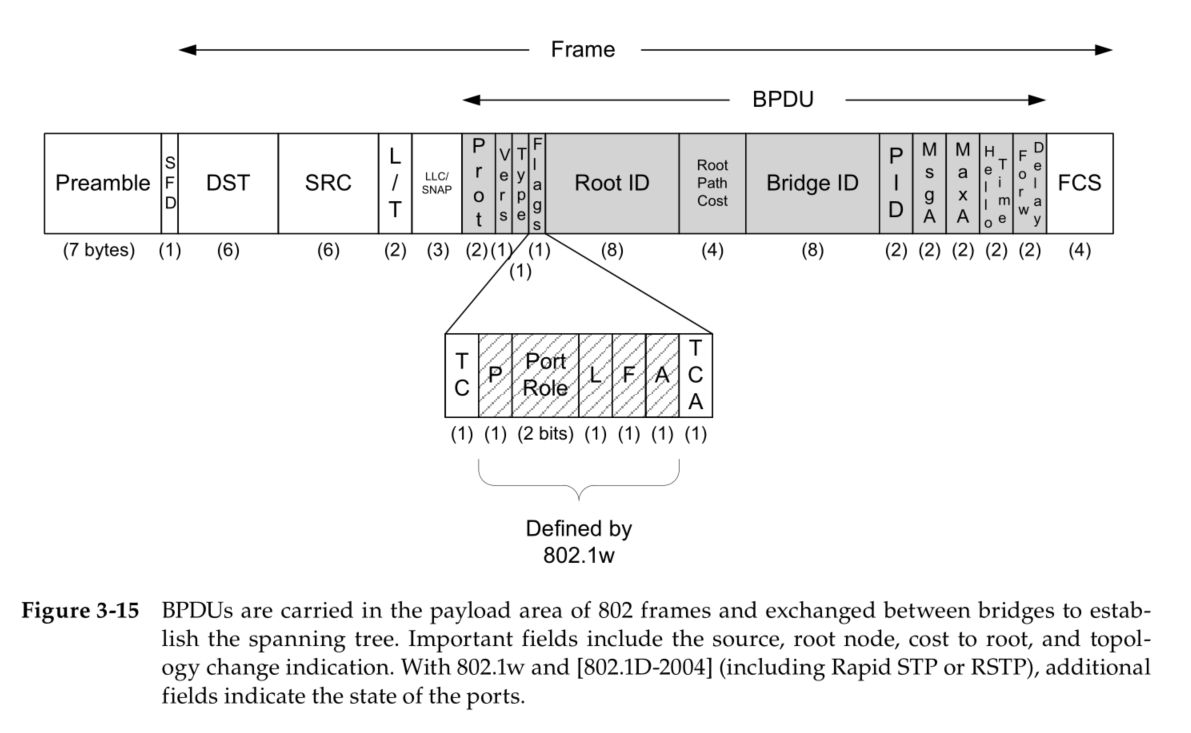 Frame
BPDU
Preamble
SFD
DST
SRC
L/T
LLC/
SNAP
Prot
Vers
Type
Flags
Root ID
Root
Path
Cost
Bridge ID
PID
MsgA
MaxA
Hello
Time
Forw
Delay
FCS
(7 bytes) (1) (6) (6) (2) (3) (2) (1) (1) (8) (4) (8) (2) (2) (2) (2) (2) (4)
(1)
TC
P
Port
Role
L
F
A
TCA
(1) (1) (2 bits) (1) (1) (1) (1)
Defined by
802.1w
Figure 3-15 BPDUs are carried in the payload area of 802 frames and exchanged between bridges to estab-
lish the spanning tree. Important fields include the source, root node, cost to root, and topol-
ogy change indication. With 802.1w and [802.1D-2004] (including Rapid STP or RSTP), additional
fields indicate the state of the ports.